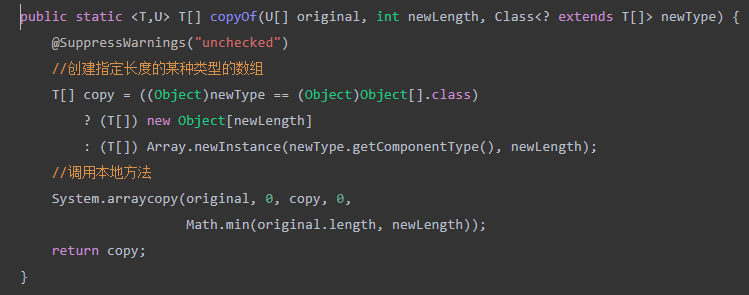 public static <T,U> T[] copyOf(U[] original, int newLength, Class<? extends T[]> newType) {
    @SuppressWarnings("unchecked")
    //创建指定长度的某种类型的数组
    T[] copy = ((Object)newType == (Object)Object[].class)
        ? (T[]) new Object[newLength]
        : (T[]) Array.newInstance(newType.getComponentType(), newLength);
    //调用本地方法
    System.arraycopy(original, 0, copy, 0,
                     Math.min(original.length, newLength));
    return copy;
}